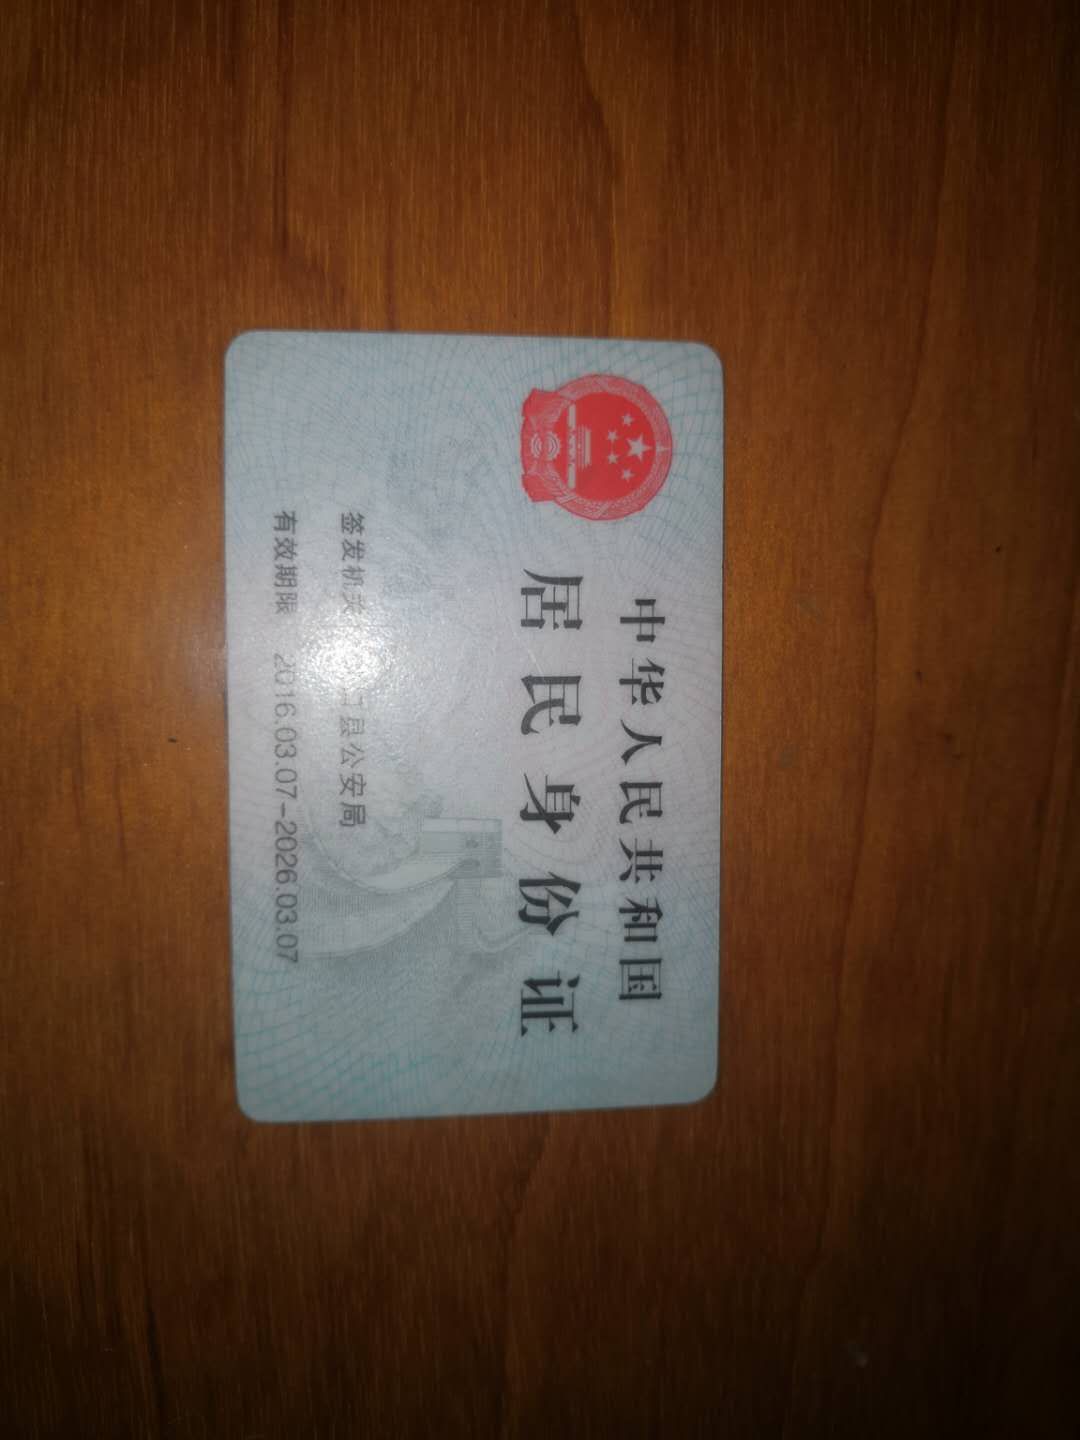 中华人民共和国
居民身份证
签发机关 县公安局
有效期限 2016.03.07-2026.03.07